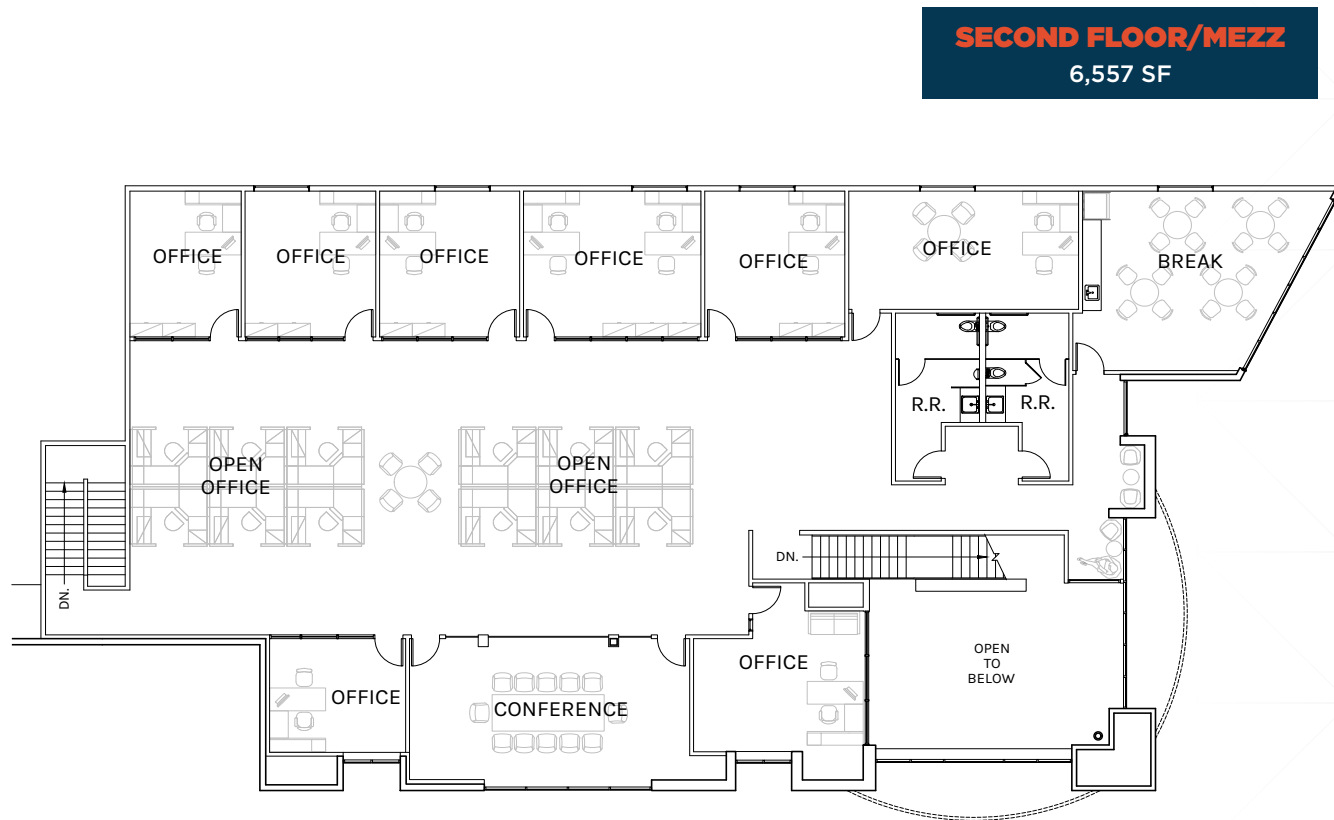 SECOND FLOOR/MEZZ
6,557 SF
OFFICE
OFFICE
OFFICE
OFFICE
OFFICE
OFFICE
BREAK
R.R.
R.R.
OPEN
OFFICE
OPEN
OFFICE
DN.
DN.
OFFICE
CONFERENCE
OFFICE
OPEN
TO
BELOW